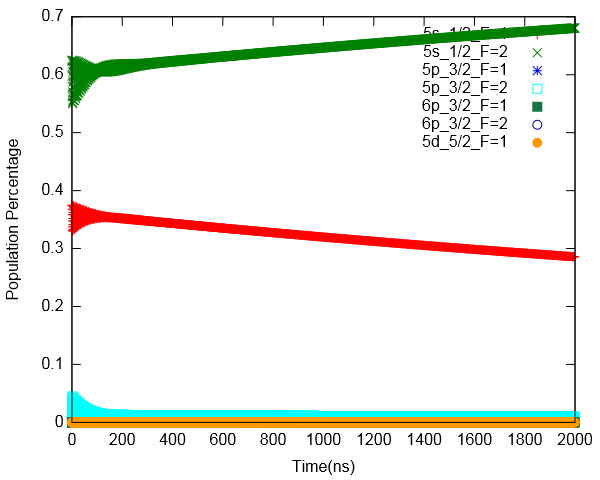 0.7
0.6
0.5
0.4
0.3
0.2
0.1
0
Population Percentage
5s_1/2_F=2
5p_3/2_F=1
5p_3/2_F=2
6p_3/2_F=1
6p_3/2_F=2
5d_5/2_F=1
0 200 400 600 800 1000 1200 1400 1600 1800 2000
Time(ns)